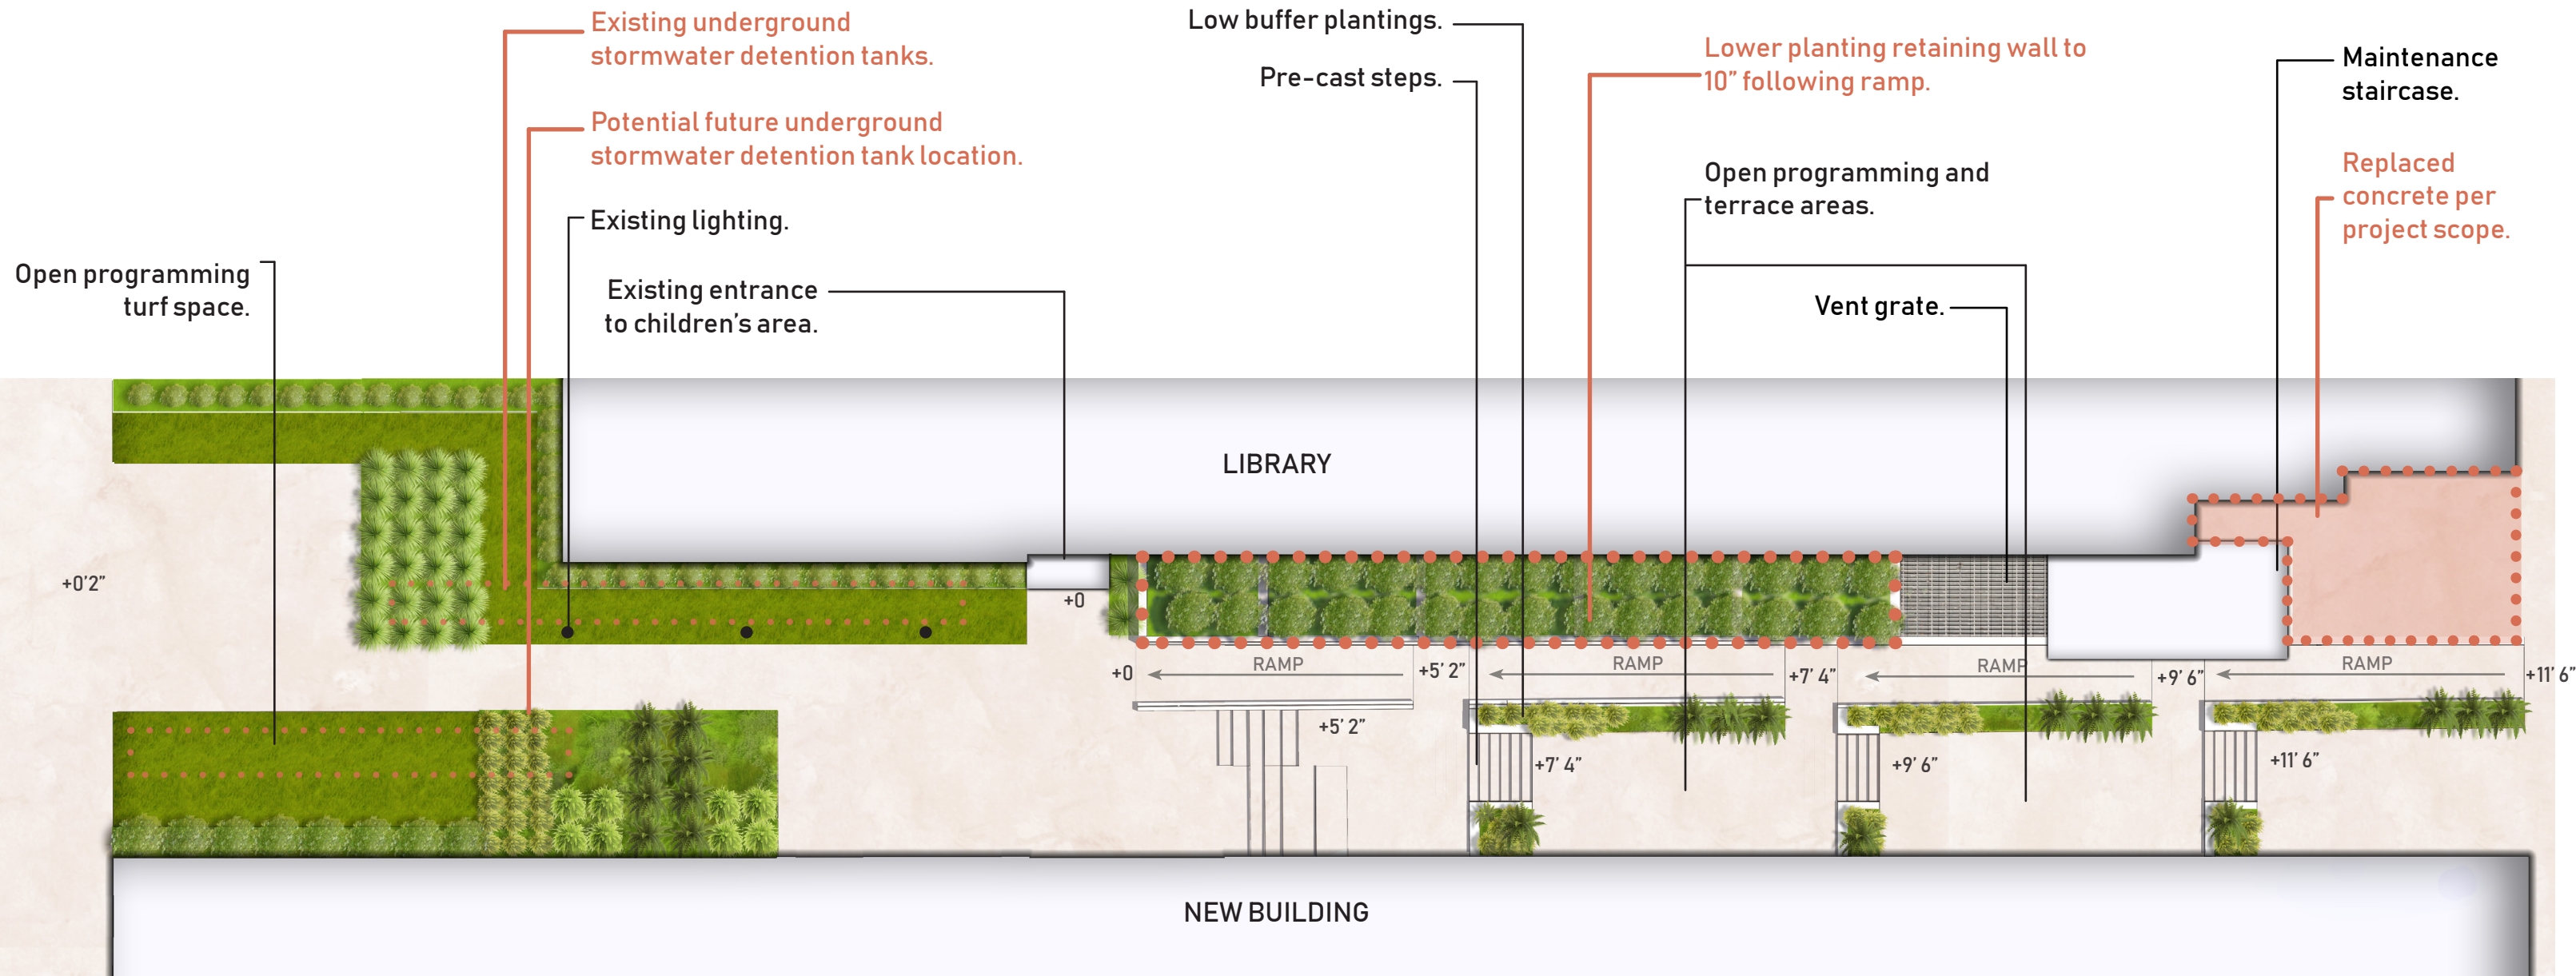 Existing underground
stormwater detention tanks.
Potential future underground
stormwater detention tank location.
Existing lighting.
Open programming
turf space.
Existing entrance
to children’s area.
Low buffer plantings.
Pre-cast steps.
Lower planting retaining wall to
10” following ramp.
Open programming and
terrace areas.
Vent grate.
Maintenance
staircase.
Replaced
concrete per
project scope.
LIBRARY
+0’2”
+0
+0
RAMP
+5’ 2”
RAMP
+7’ 4”
RAMP
+9’ 6”
RAMP
+11’ 6”
+5’ 2”
+7’ 4”
+9’ 6”
+11’ 6”
NEW BUILDING